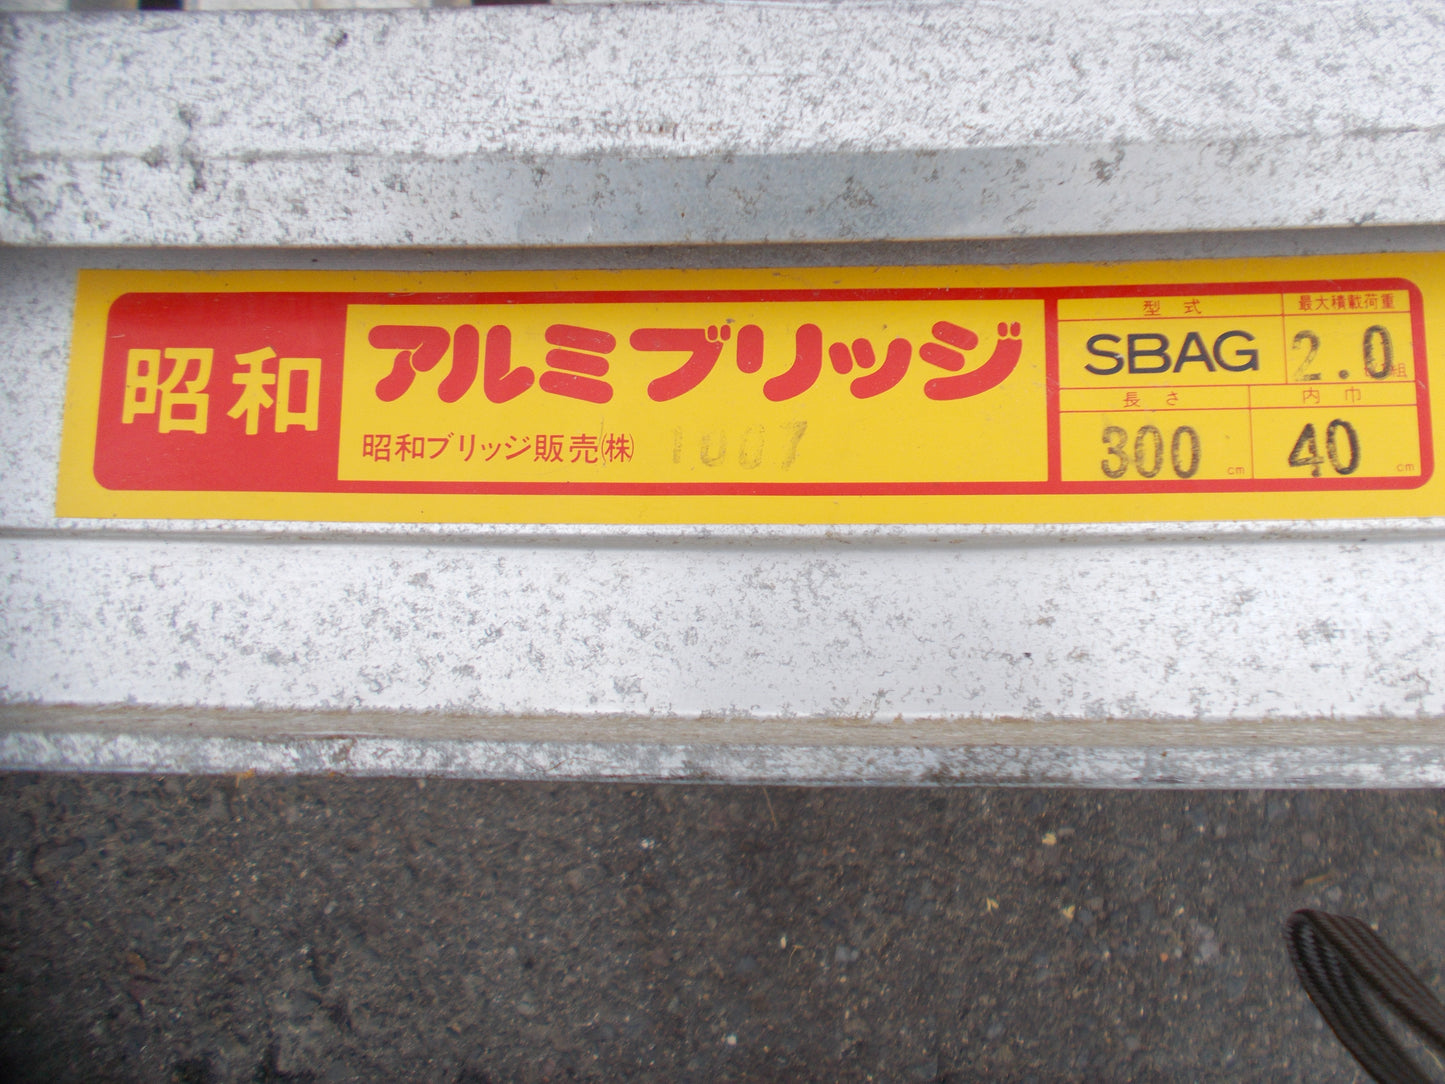 昭和
アルミブリッジ
昭和ブリッジ販売(株)
1007
型式
最大積載荷重
SBAG
2.0
組
長さ
内巾
300 cm
40 cm